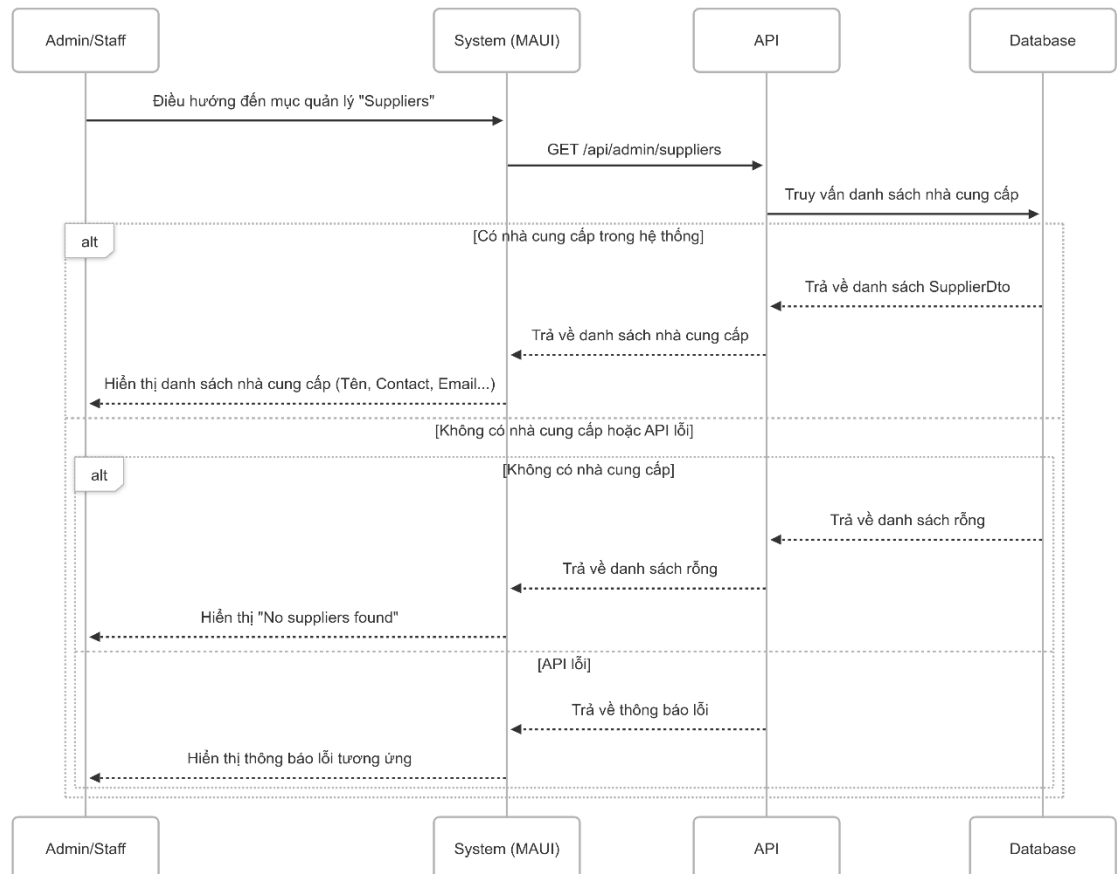 Admin/Staff
System (MAUI)
API
Database
Điều hướng đến mục quản lý "Suppliers"
GET /api/admin/suppliers
Truy vấn danh sách nhà cung cấp
alt
[Có nhà cung cấp trong hệ thống]
Trả về danh sách SupplierDto
Trả về danh sách nhà cung cấp
Hiển thị danh sách nhà cung cấp (Tên, Contact, Email...)
[Không có nhà cung cấp hoặc API lỗi]
alt
[Không có nhà cung cấp]
Trả về danh sách rỗng
Trả về danh sách rỗng
Hiển thị "No suppliers found"
[API lỗi]
Trả về thông báo lỗi
Hiển thị thông báo lỗi tương ứng
Admin/Staff
System (MAUI)
API
Database